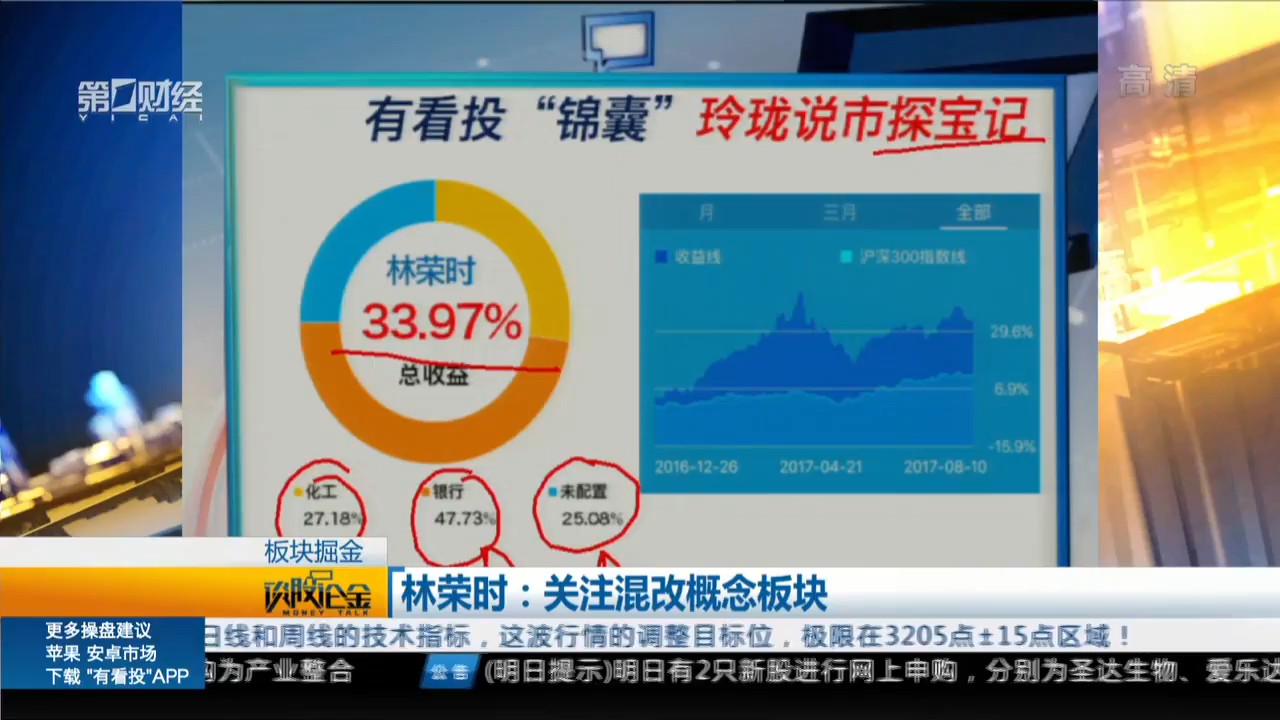 第一财经
YICAI
高清
有看投“锦囊”玲珑说市探宝记
林荣时
33.97%
总收益
月 三月 全部
收益线 沪深300指数线
29.6%
6.9%
-15.9%
2016-12-26 2017-04-21 2017-08-10
化工 银行 未配置
27.18% 47.73% 25.08%
板块掘金
谈股论金
MONEY TALK
林荣时：关注混改概念板块
日线和周线的技术指标，这波行情的调整目标位，极限在3205点±15点区域！
更多操盘建议
苹果 安卓市场
下载 "有看投"APP
为产业整合 公告 (明日提示)明日有2只新股进行网上申购，分别为圣达生物、爱乐达